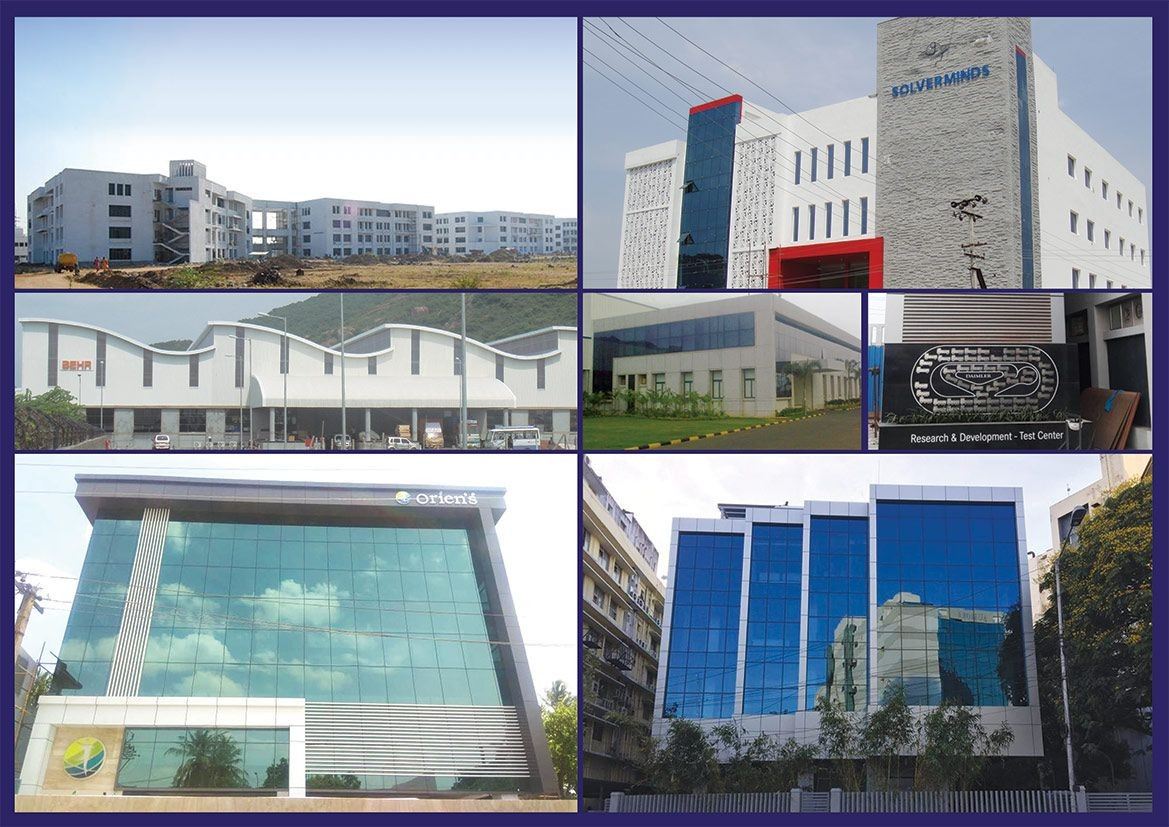 SOLVERMINDS
BEHR
DAIMLER
Research & Development - Test Center
orien's